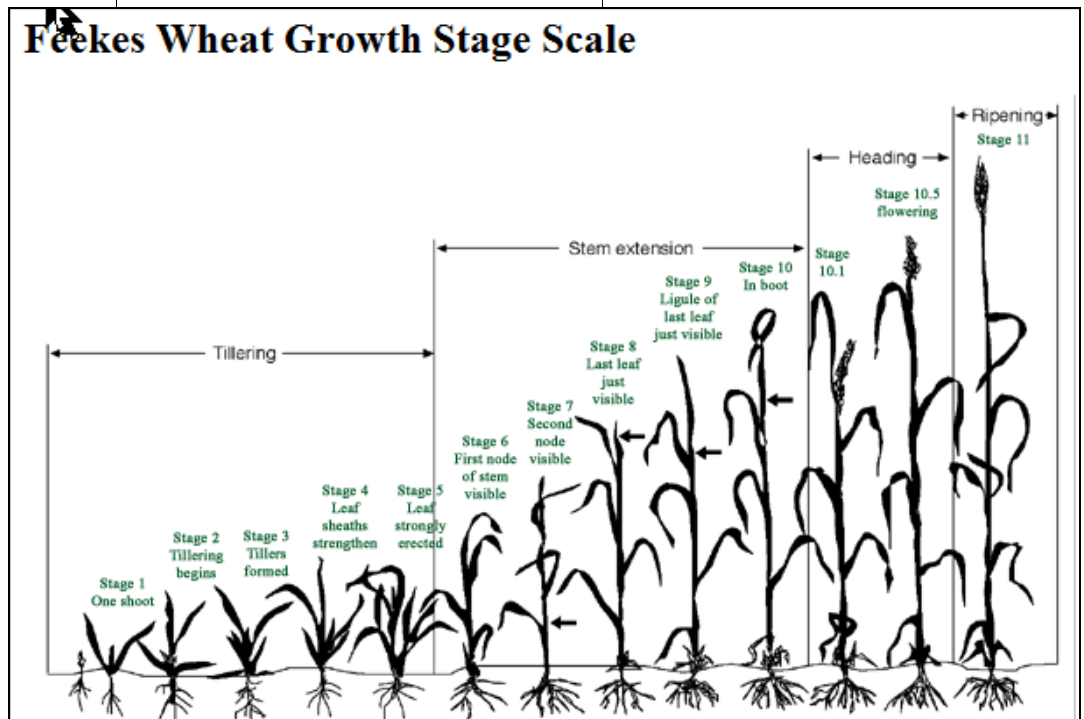 Feekes Wheat Growth Stage Scale
Ripening
Stage 11
Heading
Stage 10.5
flowering
Stem extension
Stage
10.1
Stage 10
In boot
Stage 9
Ligule of
last leaf
just visible
Stage 8
Last leaf
just
visible
Tillering
Stage 7
Second
node
visible
Stage 6
First node
of stem
visible
Stage 5
Leaf
strongly
erected
Stage 4
Leaf
sheaths
strengthen
Stage 3
Tillers
formed
Stage 2
Tillering
begins
Stage 1
One shoot